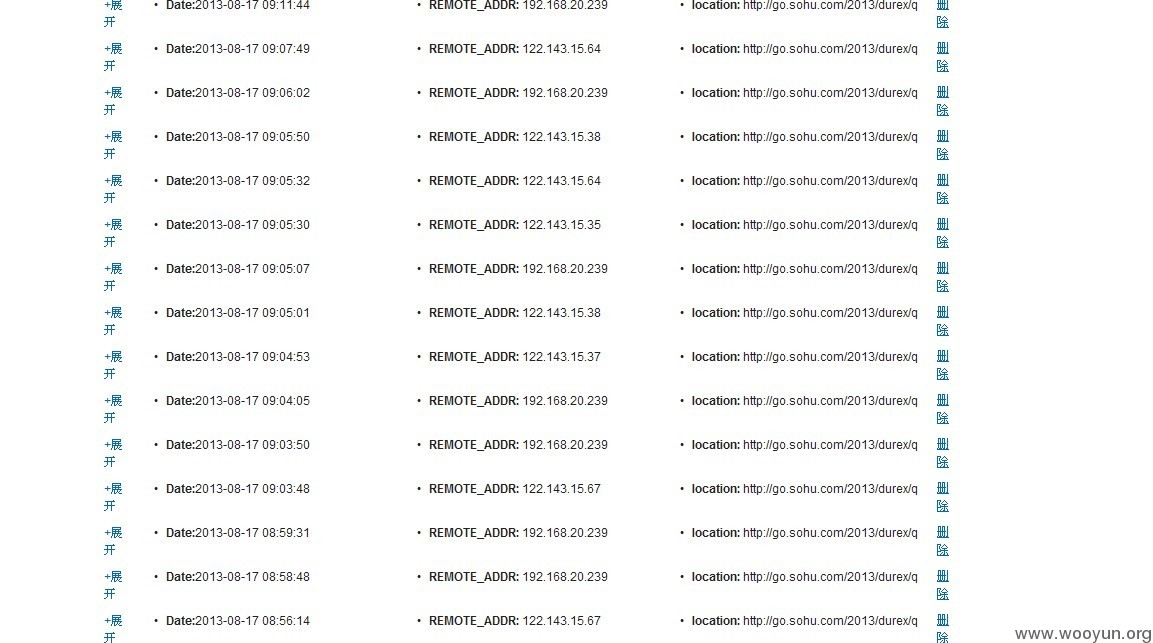 +展开 • Date:2013-08-17 09:11:44 • REMOTE_ADDR: 192.168.20.239 • location: http://go.sohu.com/2013/durex/q 删除
+展开 • Date:2013-08-17 09:07:49 • REMOTE_ADDR: 122.143.15.64 • location: http://go.sohu.com/2013/durex/q 删除
+展开 • Date:2013-08-17 09:06:02 • REMOTE_ADDR: 192.168.20.239 • location: http://go.sohu.com/2013/durex/q 删除
+展开 • Date:2013-08-17 09:05:50 • REMOTE_ADDR: 122.143.15.38 • location: http://go.sohu.com/2013/durex/q 删除
+展开 • Date:2013-08-17 09:05:32 • REMOTE_ADDR: 122.143.15.64 • location: http://go.sohu.com/2013/durex/q 删除
+展开 • Date:2013-08-17 09:05:30 • REMOTE_ADDR: 122.143.15.35 • location: http://go.sohu.com/2013/durex/q 删除
+展开 • Date:2013-08-17 09:05:07 • REMOTE_ADDR: 192.168.20.239 • location: http://go.sohu.com/2013/durex/q 删除
+展开 • Date:2013-08-17 09:05:01 • REMOTE_ADDR: 122.143.15.38 • location: http://go.sohu.com/2013/durex/q 删除
+展开 • Date:2013-08-17 09:04:53 • REMOTE_ADDR: 122.143.15.37 • location: http://go.sohu.com/2013/durex/q 删除
+展开 • Date:2013-08-17 09:04:05 • REMOTE_ADDR: 192.168.20.239 • location: http://go.sohu.com/2013/durex/q 删除
+展开 • Date:2013-08-17 09:03:50 • REMOTE_ADDR: 192.168.20.239 • location: http://go.sohu.com/2013/durex/q 删除
+展开 • Date:2013-08-17 09:03:48 • REMOTE_ADDR: 122.143.15.67 • location: http://go.sohu.com/2013/durex/q 删除
+展开 • Date:2013-08-17 08:59:31 • REMOTE_ADDR: 192.168.20.239 • location: http://go.sohu.com/2013/durex/q 删除
+展开 • Date:2013-08-17 08:58:48 • REMOTE_ADDR: 192.168.20.239 • location: http://go.sohu.com/2013/durex/q 删除
+展开 • Date:2013-08-17 08:56:14 • REMOTE_ADDR: 122.143.15.67 • location: http://go.sohu.com/2013/durex/q 删除
www.wooyun.org